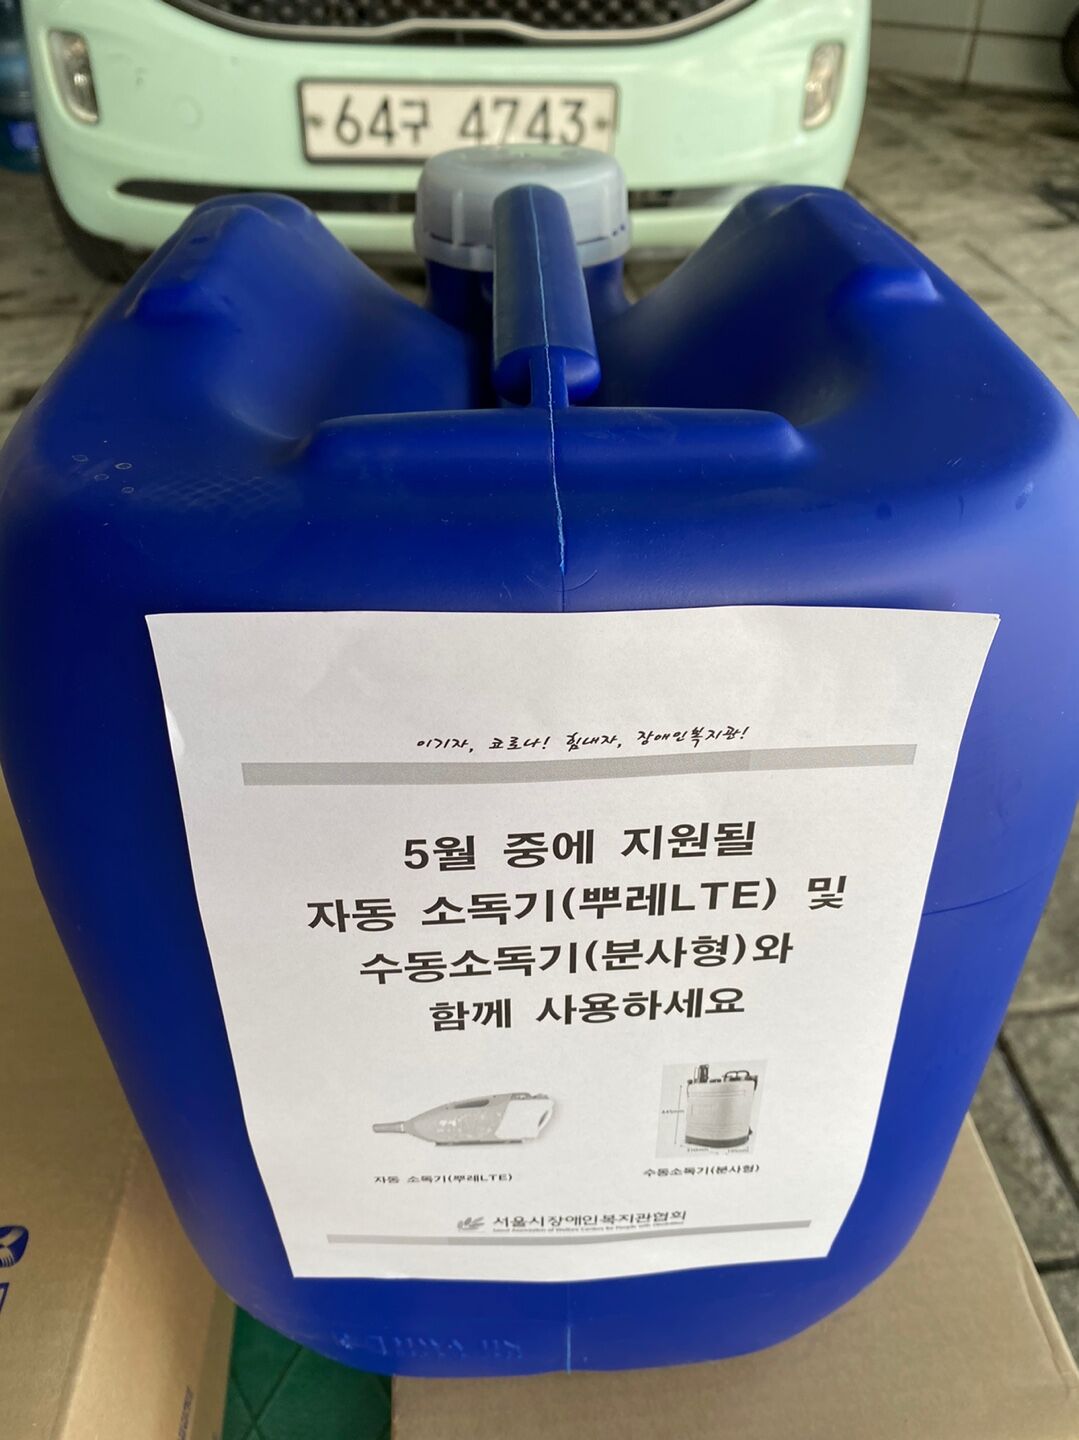 64구 4743
이기자, 코로나! 힘내자, 장애인복지관!
5월 중에 지원될
자동 소독기(뿌레LTE) 및
수동소독기(분사형)와
함께 사용하세요
자동 소독기(뿌레LTE)
수동소독기(분사형)
서울시장애인복지관협회